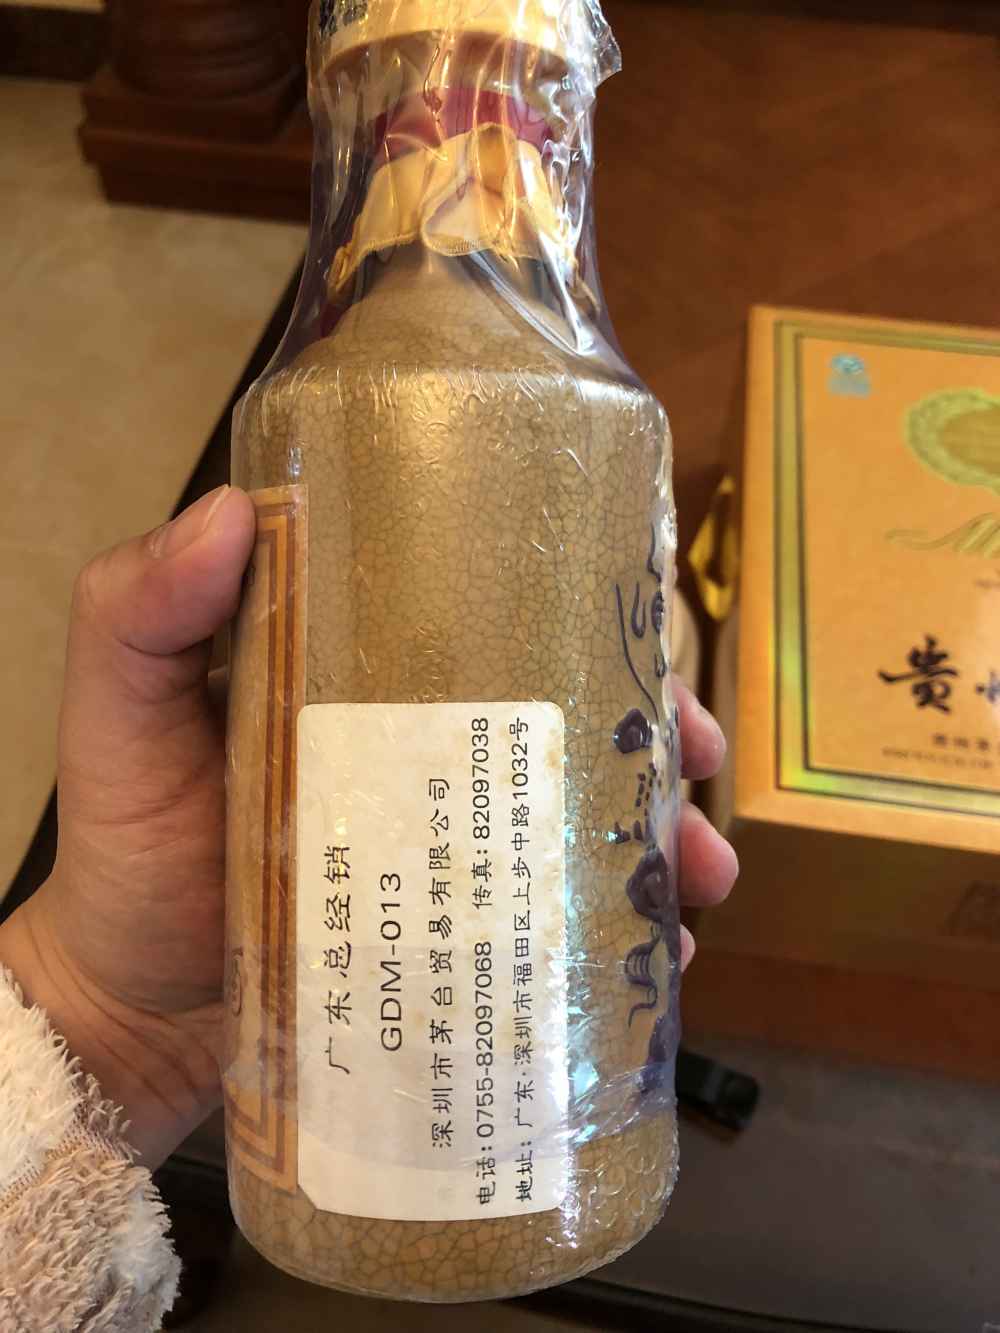 广东总经销
GDM-013
深圳市茅台贸易有限公司
电话: 0755-82097068 传真: 82097038
地址: 广东·深圳市福田区上步中路1032号
贵